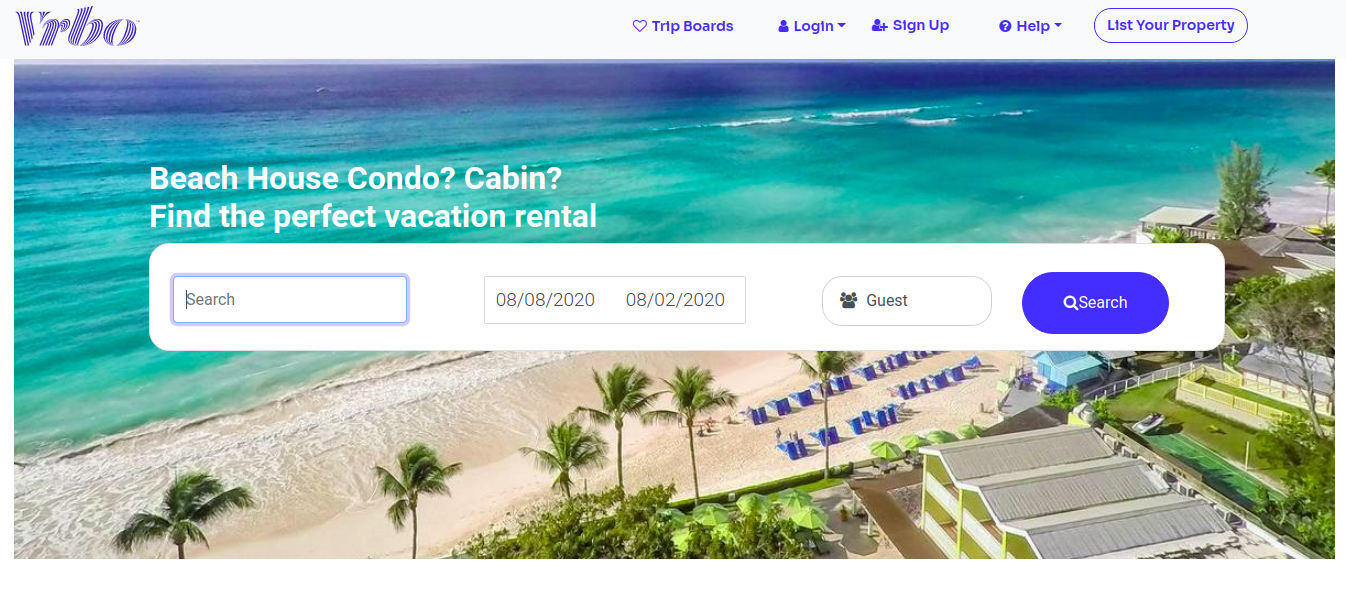 Vrbo
Trip Boards Login Sign Up Help List Your Property
Beach House Condo? Cabin?
Find the perfect vacation rental
Search 08/08/2020 08/02/2020 Guest Search